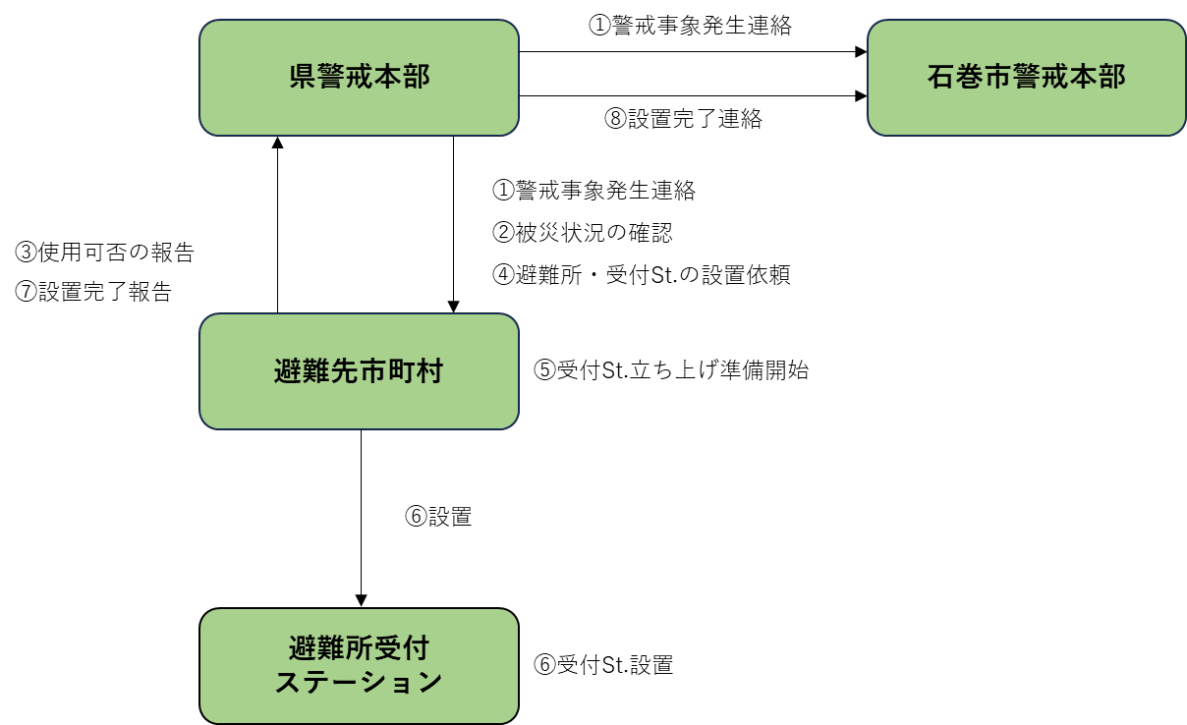 ①警戒事象発生連絡
県警戒本部
石巻市警戒本部
⑧設置完了連絡
①警戒事象発生連絡
②被災状況の確認
③使用可否の報告
④避難所・受付St.の設置依頼
⑦設置完了報告
避難先市町村
⑤受付St.立ち上げ準備開始
⑥設置
避難所受付
ステーション
⑥受付St.設置